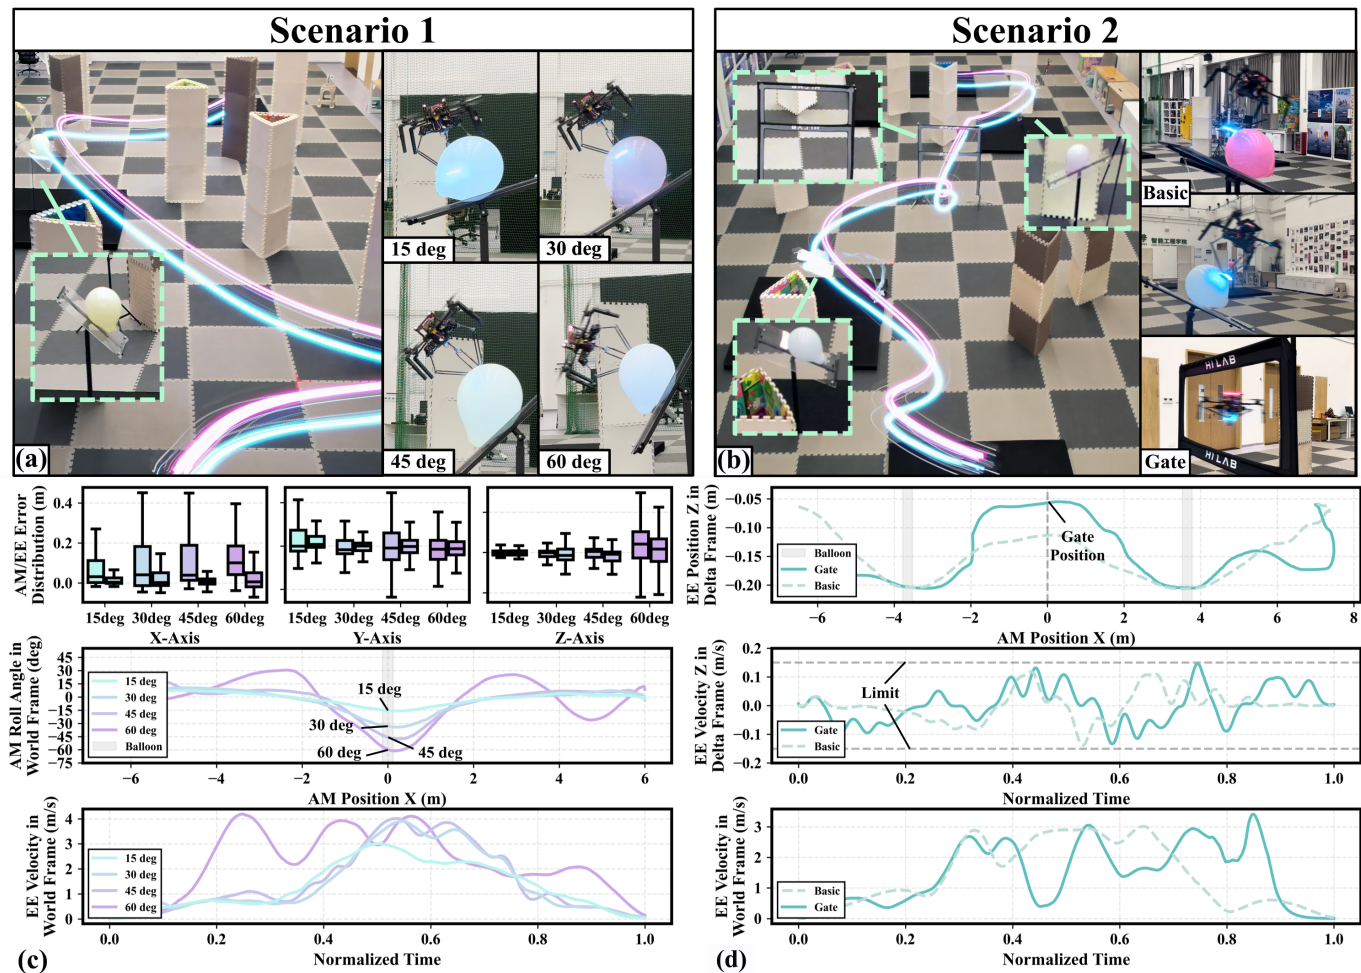 Scenario 1
Scenario 2
15 deg
30 deg
45 deg
60 deg
(a)
HI LAB
HI LAB
Basic
智能工程学院
HI LAB
HI LAB
Gate
(b)
AM/EE Error
Distribution (m)
0.4
0.2
0.0
15deg 30deg 45deg 60deg
X-Axis
15deg 30deg 45deg 60deg
Y-Axis
15deg 30deg 45deg 60deg
Z-Axis
AM Roll Angle in
World Frame (deg)
45
30
15
0
−15
−30
−45
−60
−75
15 deg
30 deg
45 deg
60 deg
Balloon
15 deg
30 deg
60 deg
45 deg
−6 −4 −2 0 2 4 6
AM Position X (m)
EE Velocity in
World Frame (m/s)
4
3
2
1
0
15 deg
30 deg
45 deg
60 deg
0.0 0.2 0.4 0.6 0.8 1.0
Normalized Time
(c)
EE Position Z in
Delta Frame (m)
−0.05
−0.10
−0.15
−0.20
Balloon
Gate
Basic
Gate
Position
−6 −4 −2 0 2 4 6 8
AM Position X (m)
EE Velocity Z in
Delta Frame (m/s)
0.2
0.1
0.0
−0.1
−0.2
Limit
Gate
Basic
0.0 0.2 0.4 0.6 0.8 1.0
Normalized Time
EE Velocity in
World Frame (m/s)
3
2
1
0
Basic
Gate
0.0 0.2 0.4 0.6 0.8 1.0
Normalized Time
(d)